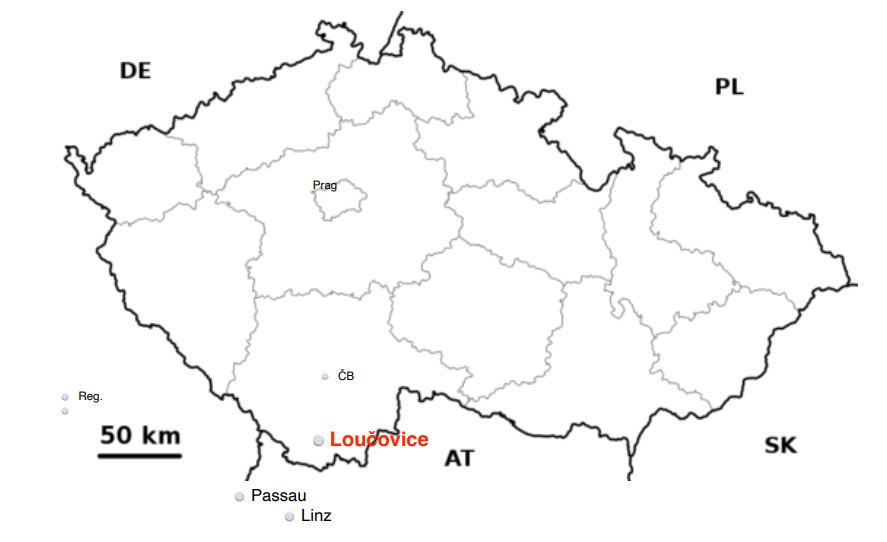 DE
PL
Prag
ČB
Reg.
50 km
Loučovice
AT
SK
Passau
Linz